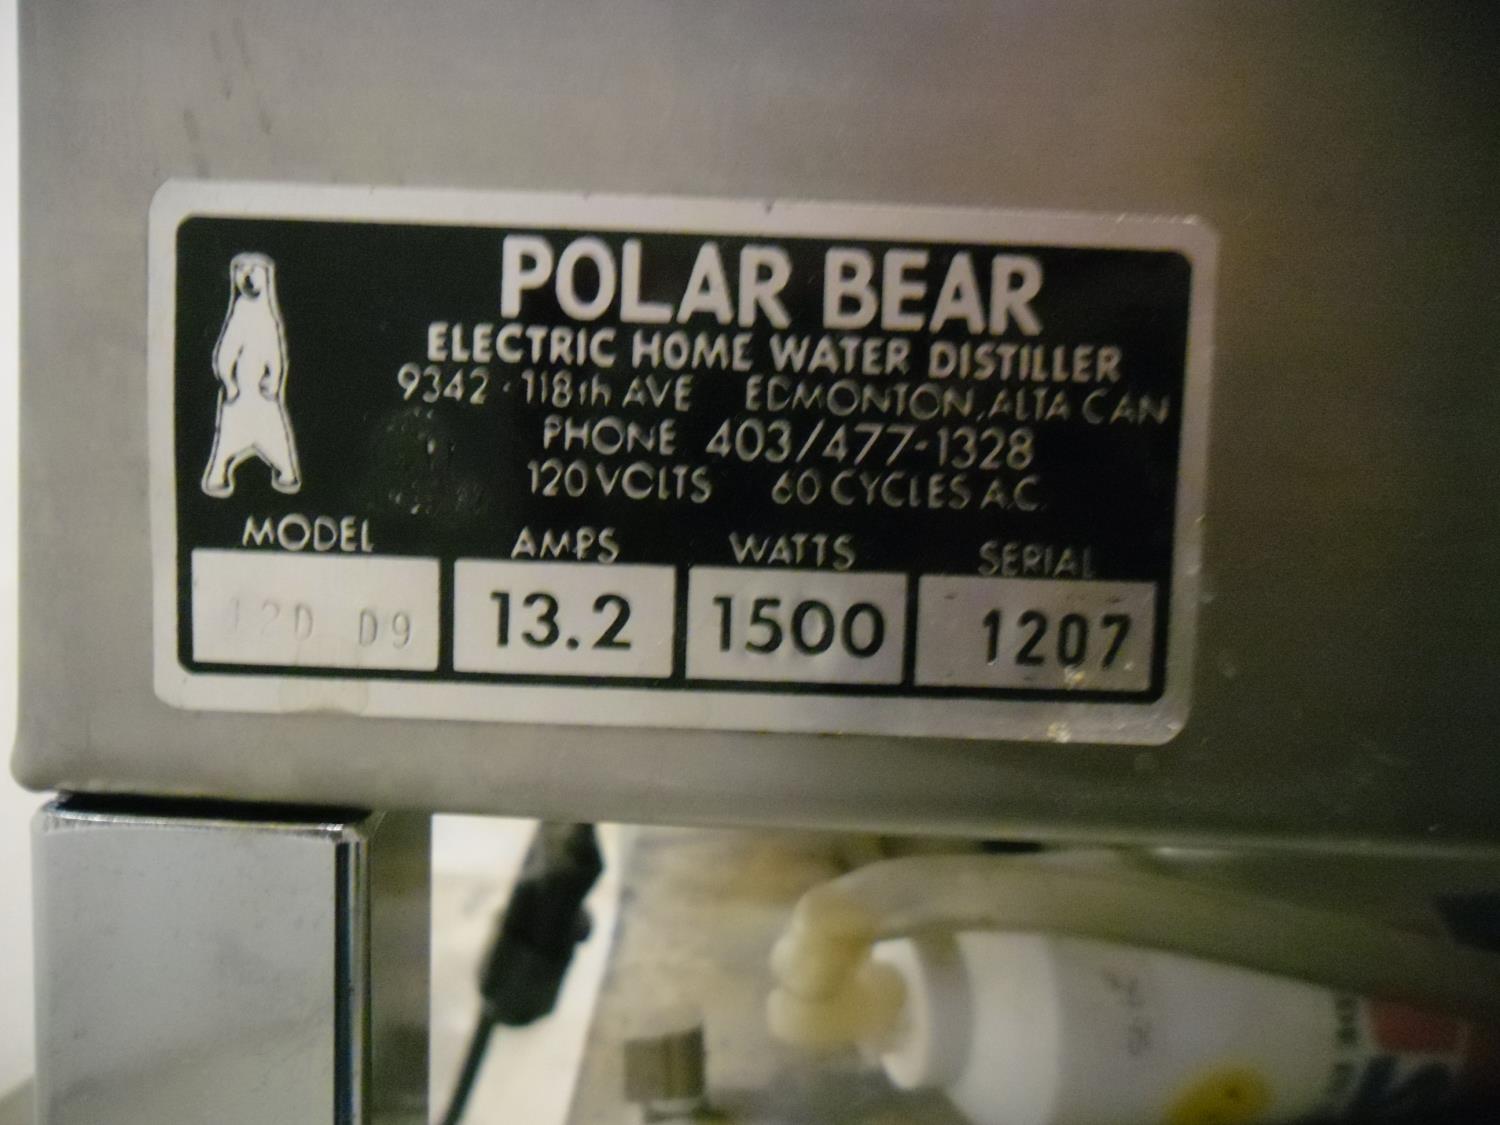 POLAR BEAR
ELECTRIC HOME WATER DISTILLER
9342 · 118th AVE EDMONTON, ALTA CAN
PHONE 403/477-1328
120 VOLTS 60 CYCLES A.C.
MODEL AMPS WATTS SERIAL
12D D9 13.2 1500 1207